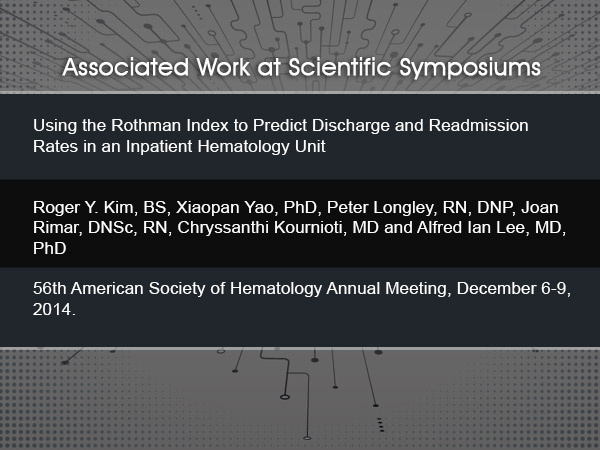 Associated Work at Scientific Symposiums
Using the Rothman Index to Predict Discharge and Readmission
Rates in an Inpatient Hematology Unit
Roger Y. Kim, BS, Xiaopan Yao, PhD, Peter Longley, RN, DNP, Joan
Rimar, DNSc, RN, Chryssanthi Kournioti, MD and Alfred Ian Lee, MD,
PhD
56th American Society of Hematology Annual Meeting, December 6-9,
2014.